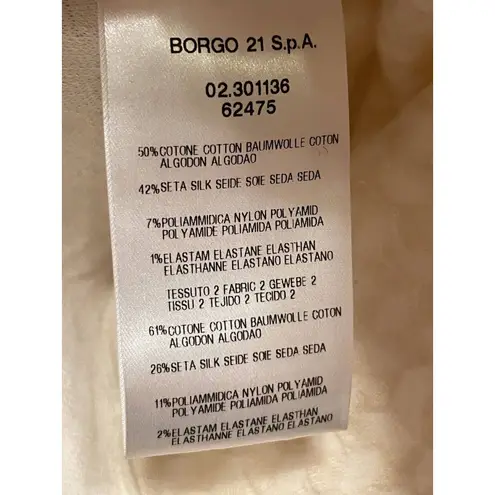 BORGO 21 S.p.A.
02.301136
62475
50%COTONE COTTON BAUMWOLLE COTON
ALGODON ALGODAO
42%SETA SILK SEIDE SOIE SEDA SEDA
7%POLIAMMIDICA NYLON POLYAMID
POLYAMIDE POLIAMIDA POLIAMIDA
1%ELASTAM ELASTANE ELASTHAN
ELASTHANNE ELASTANO ELASTANO
TESSUTO 2 FABRIC 2 GEWEBE 2
TISSU 2 TEJIDO 2 TECIDO 2
61%COTONE COTTON BAUMWOLLE COTON
ALGODON ALGODAO
26%SETA SILK SEIDE SOIE SEDA SEDA
11%POLIAMMIDICA NYLON POLYAMID
POLYAMIDE POLIAMIDA POLIAMIDA
2%ELASTAM ELASTANE ELASTHAN
ELASTHANNE ELASTANO ELASTANO